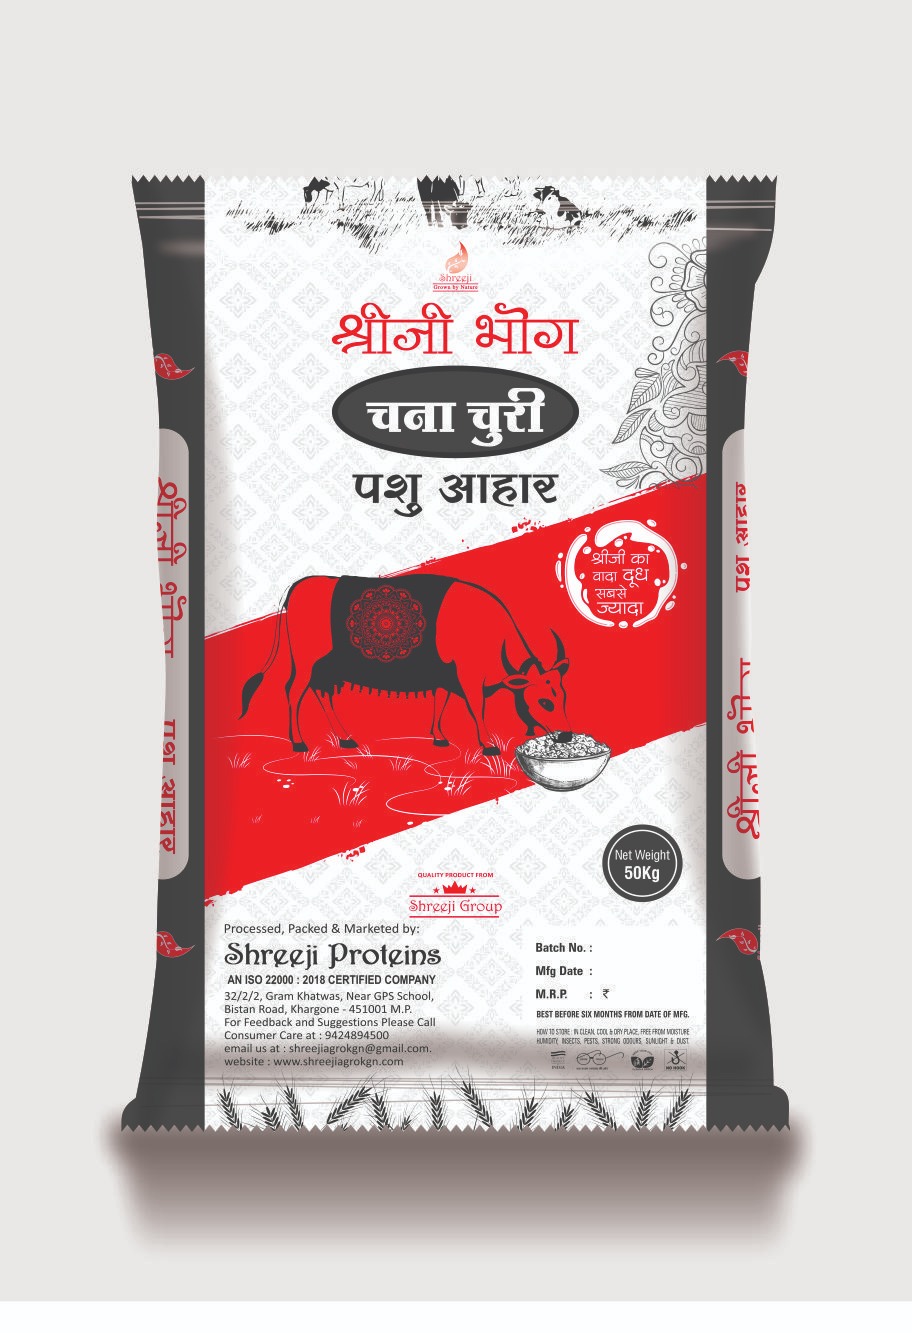 Shreeji
Grown by Nature
श्रीजी भोग
चना चुरी
पशु आहार
श्रीजी का
वादा दूध
सबसे
ज्यादा
श्रीजी भोग
पशु आहार
पशु आहार
श्रीजी भोग
Net Weight
50Kg
QUALITY PRODUCT FROM
Shreeji Group
Processed, Packed & Marketed by:
Shreeji Proteins
AN ISO 22000 : 2018 CERTIFIED COMPANY
32/2/2, Gram Khatwas, Near GPS School,
Bistan Road, Khargone - 451001 M.P.
For Feedback and Suggestions Please Call
Consumer Care at : 9424894500
email us at : shreejiagrokgn@gmail.com.
website : www.shreejiagrokgn.com
Batch No. :
Mfg Date :
M.R.P. : ₹
BEST BEFORE SIX MONTHS FROM DATE OF MFG.
HOW TO STORE : IN CLEAN, COOL & DRY PLACE, FREE FROM MOISTURE
HUMIDITY, INSECTS, PESTS, STRONG ODOURS, SUNLIGHT & DUST.
NO HOOKS